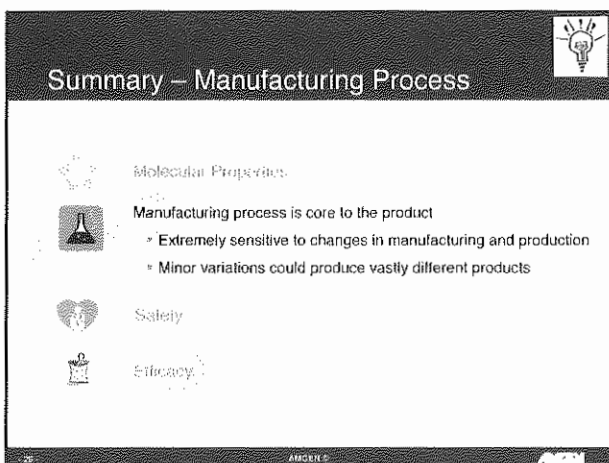 Summary – Manufacturing Process
Molecular Properties
Manufacturing process is core to the product
Extremely sensitive to changes in manufacturing and production
Minor variations could produce vastly different products
Safety
Efficacy
AMGEN ©